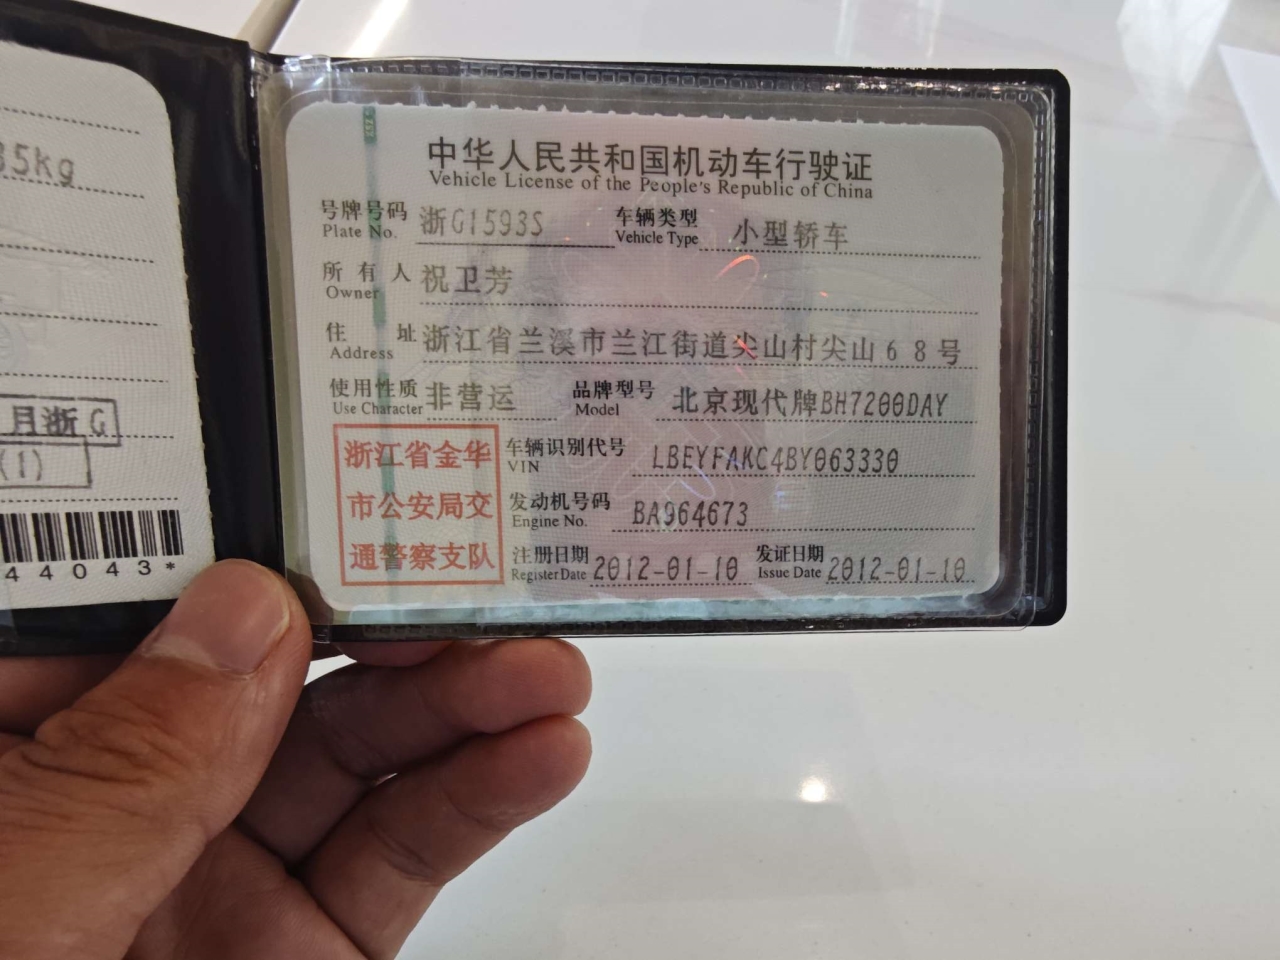 35kg
月浙G
(1)
44043*
中华人民共和国机动车行驶证
Vehicle License of the People's Republic of China
号牌号码 浙G1593S 车辆类型 小型轿车
Plate No. Vehicle Type
所有人 祝卫芳
Owner
住址 浙江省兰溪市兰江街道尖山村尖山68号
Address
使用性质 非营运 品牌型号 北京现代牌BH7200DAY
Use Character Model
浙江省金华
市公安局交
通警察支队
车辆识别代号 LBEYFAKC4BY063330
VIN
发动机号码 BA964673
Engine No.
注册日期 2012-01-10 发证日期 2012-01-10
Register Date Issue Date